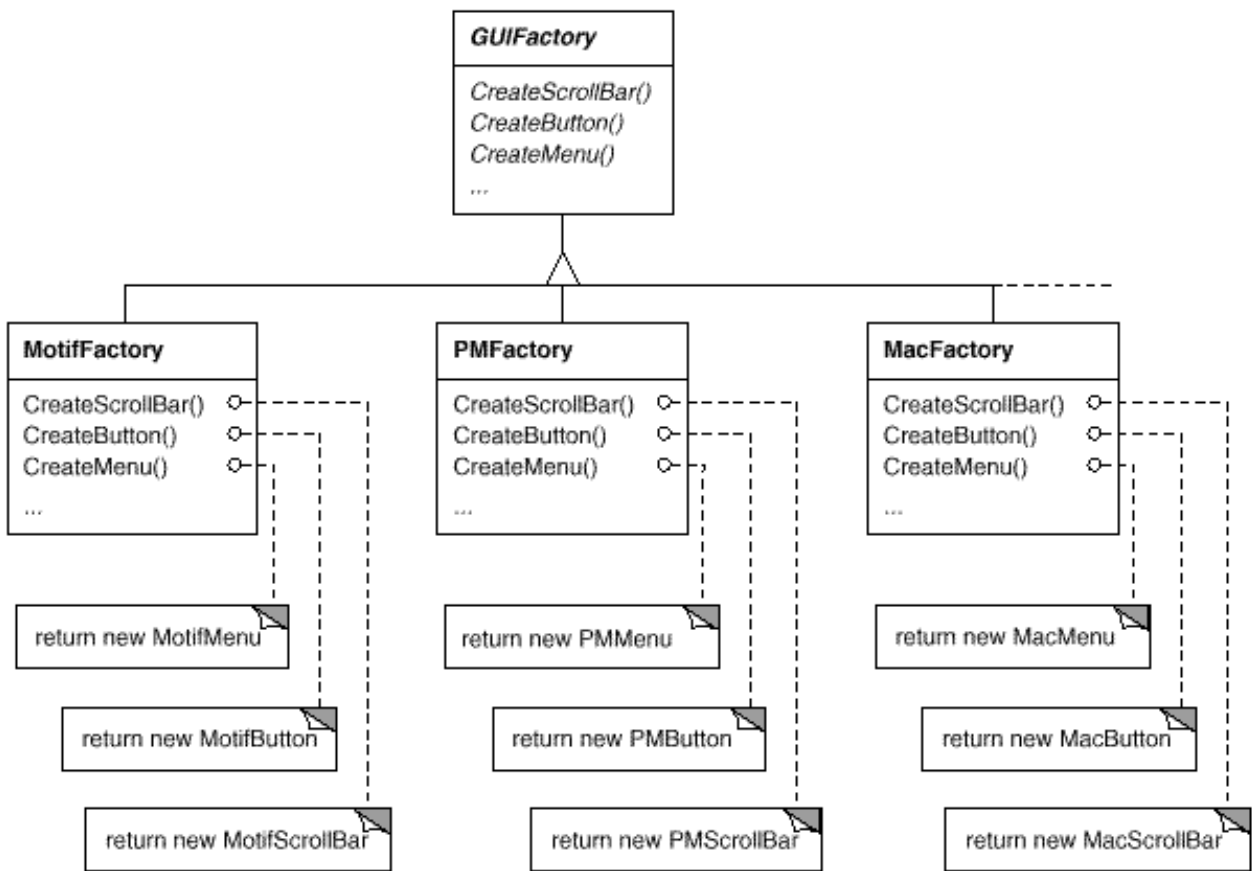 GUIFactory
CreateScrollBar()
CreateButton()
CreateMenu()
...
MotifFactory
CreateScrollBar()
CreateButton()
CreateMenu()
...
PMFactory
CreateScrollBar()
CreateButton()
CreateMenu()
...
MacFactory
CreateScrollBar()
CreateButton()
CreateMenu()
...
return new MotifMenu
return new PMMenu
return new MacMenu
return new MotifButton
return new PMButton
return new MacButton
return new MotifScrollBar
return new PMScrollBar
return new MacScrollBar